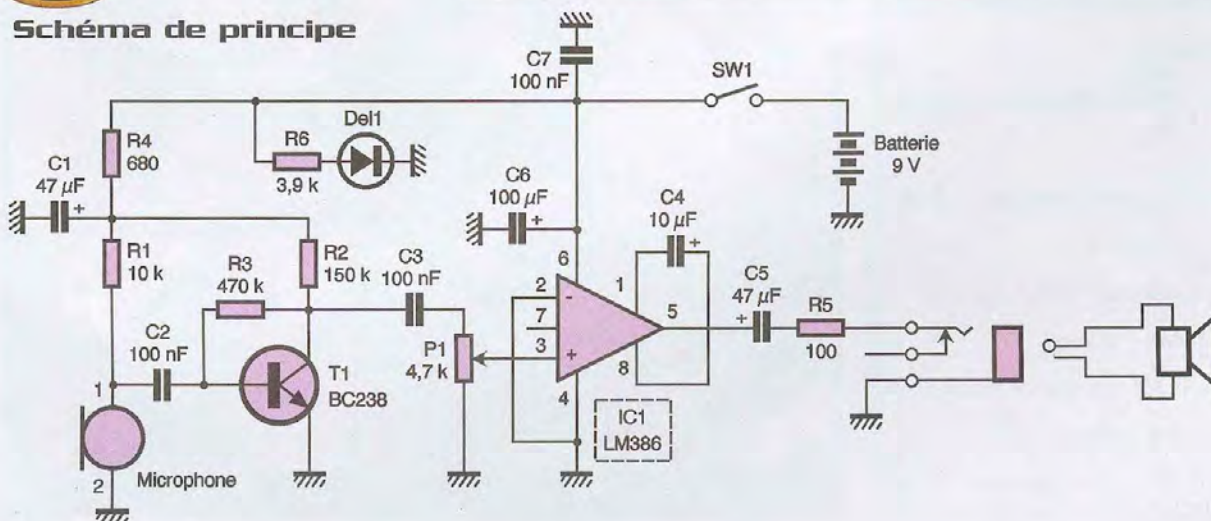 Schéma de principe
C7
100 nF
SW1
Batterie
9 V
R4
680
R6
3,9 k
Del1
C1
47 µF
+
C6
100 µF
+
C4
10 µF
+
R1
10 k
R3
470 k
R2
150 k
C3
100 nF
6
2
-
7
3
+
1
5
8
4
C5
47 µF
+
R5
100
C2
100 nF
P1
4,7 k
T1
BC238
IC1
LM386
1
Microphone
2